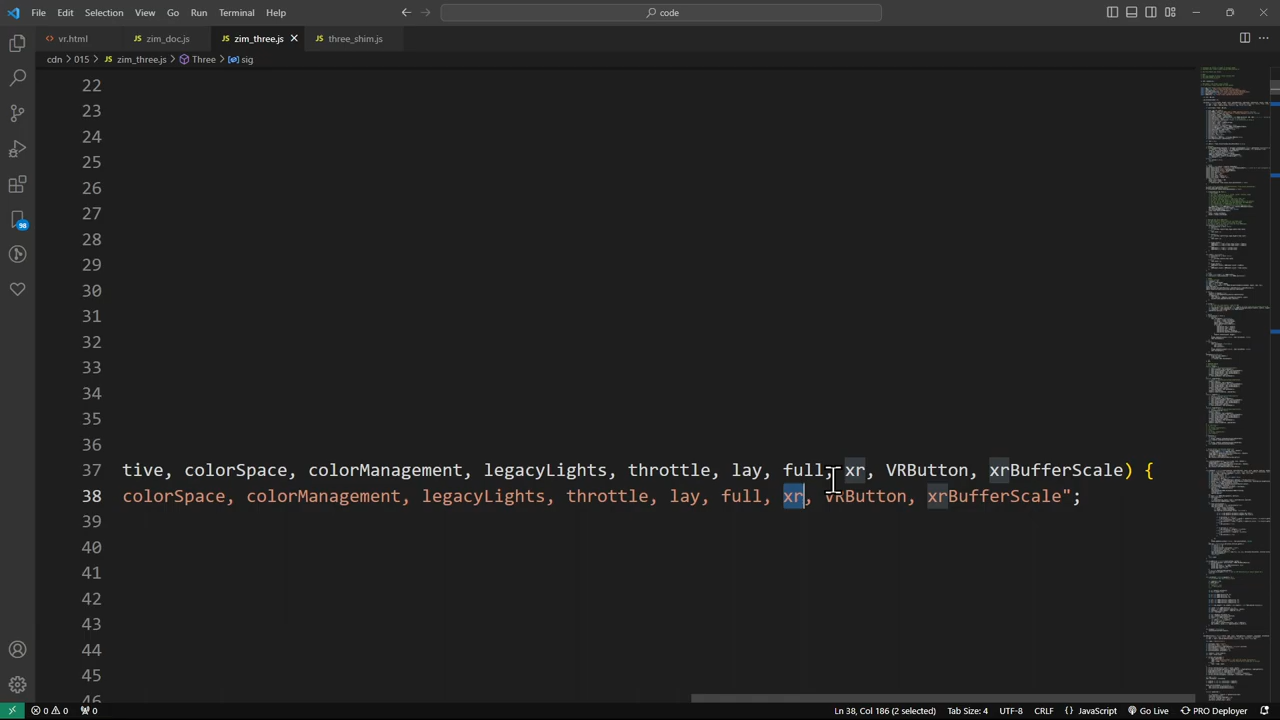 File Edit Selection View Go Run Terminal Help
code
vr.html
zim_doc.js
zim_three.js
three_shim.js
cdn > 015 > JS zim_three.js > Three > sig
22
23
24
25
26
27
28
29
30
31
32
33
34
35
36
37 tive, colorSpace, colorManagement, legacyLights, throttle, lay, full, xr, VRButton, xrBufferScale) {
38 colorSpace, colorManagement, legacyLights, throttle, lay, full, xr, VRButton, xrBufferScale";
39
40
41
42
43
44
45
46
98
0 0 0 Ln 38, Col 186 (2 selected) Tab Size: 4 UTF-8 CRLF {} JavaScript Go Live PRO Deployer